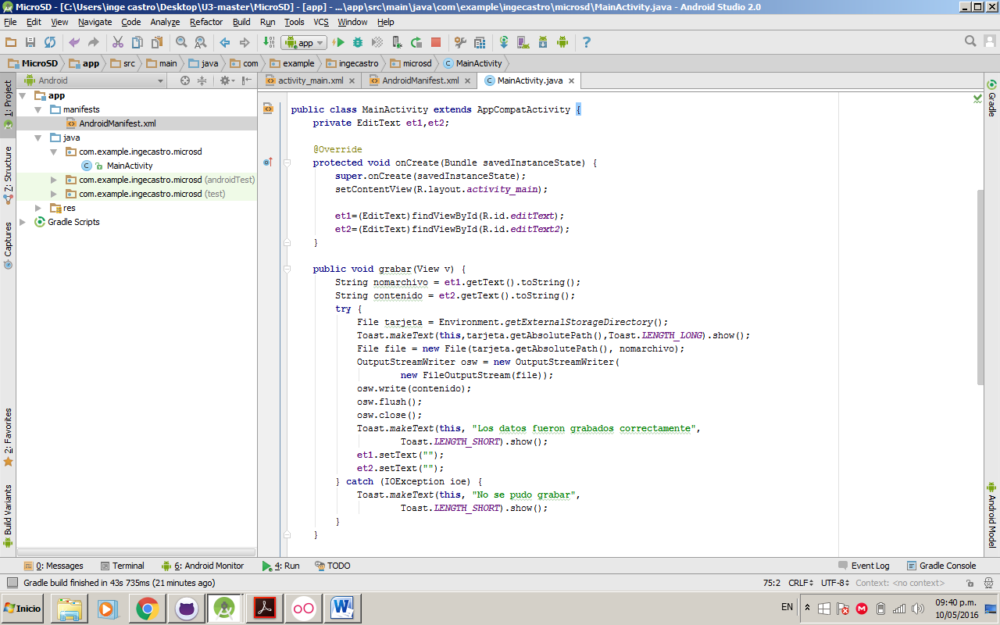 MicroSD - [C:\Users\inge castro\Desktop\U3-master\MicroSD] - [app] - ...\app\src\main\java\com\example\ingecastro\microsd\MainActivity.java - Android Studio 2.0
File Edit View Navigate Code Analyze Refactor Build Run Tools VCS Window Help
app
MicroSD app src main java com example ingecastro microsd MainActivity
Android
activity_main.xml AndroidManifest.xml MainActivity.java
1: Project
7: Structure
Captures
2: Favorites
Build Variants
app
manifests
AndroidManifest.xml
java
com.example.ingecastro.microsd
MainActivity
com.example.ingecastro.microsd (androidTest)
com.example.ingecastro.microsd (test)
res
Gradle Scripts
public class MainActivity extends AppCompatActivity {
private EditText et1,et2;
@Override
protected void onCreate(Bundle savedInstanceState) {
super.onCreate(savedInstanceState);
setContentView(R.layout.activity_main);
et1=(EditText)findViewById(R.id.editText);
et2=(EditText)findViewById(R.id.editText2);
}
public void grabar(View v) {
String nomarchivo = et1.getText().toString();
String contenido = et2.getText().toString();
try {
File tarjeta = Environment.getExternalStorageDirectory();
Toast.makeText(this,tarjeta.getAbsolutePath(),Toast.LENGTH_LONG).show();
File file = new File(tarjeta.getAbsolutePath(), nomarchivo);
OutputStreamWriter osw = new OutputStreamWriter(
new FileOutputStream(file));
osw.write(contenido);
osw.flush();
osw.close();
Toast.makeText(this, "Los datos fueron grabados correctamente",
Toast.LENGTH_SHORT).show();
et1.setText("");
et2.setText("");
} catch (IOException ioe) {
Toast.makeText(this, "No se pudo grabar",
Toast.LENGTH_SHORT).show();
}
}
Gradle
Android Model
0: Messages Terminal 6: Android Monitor 4: Run TODO Event Log Gradle Console
Gradle build finished in 43s 735ms (21 minutes ago) 75:2 CRLF UTF-8 Context: <no context>
Inicio EN 09:40 p.m.
10/05/2016